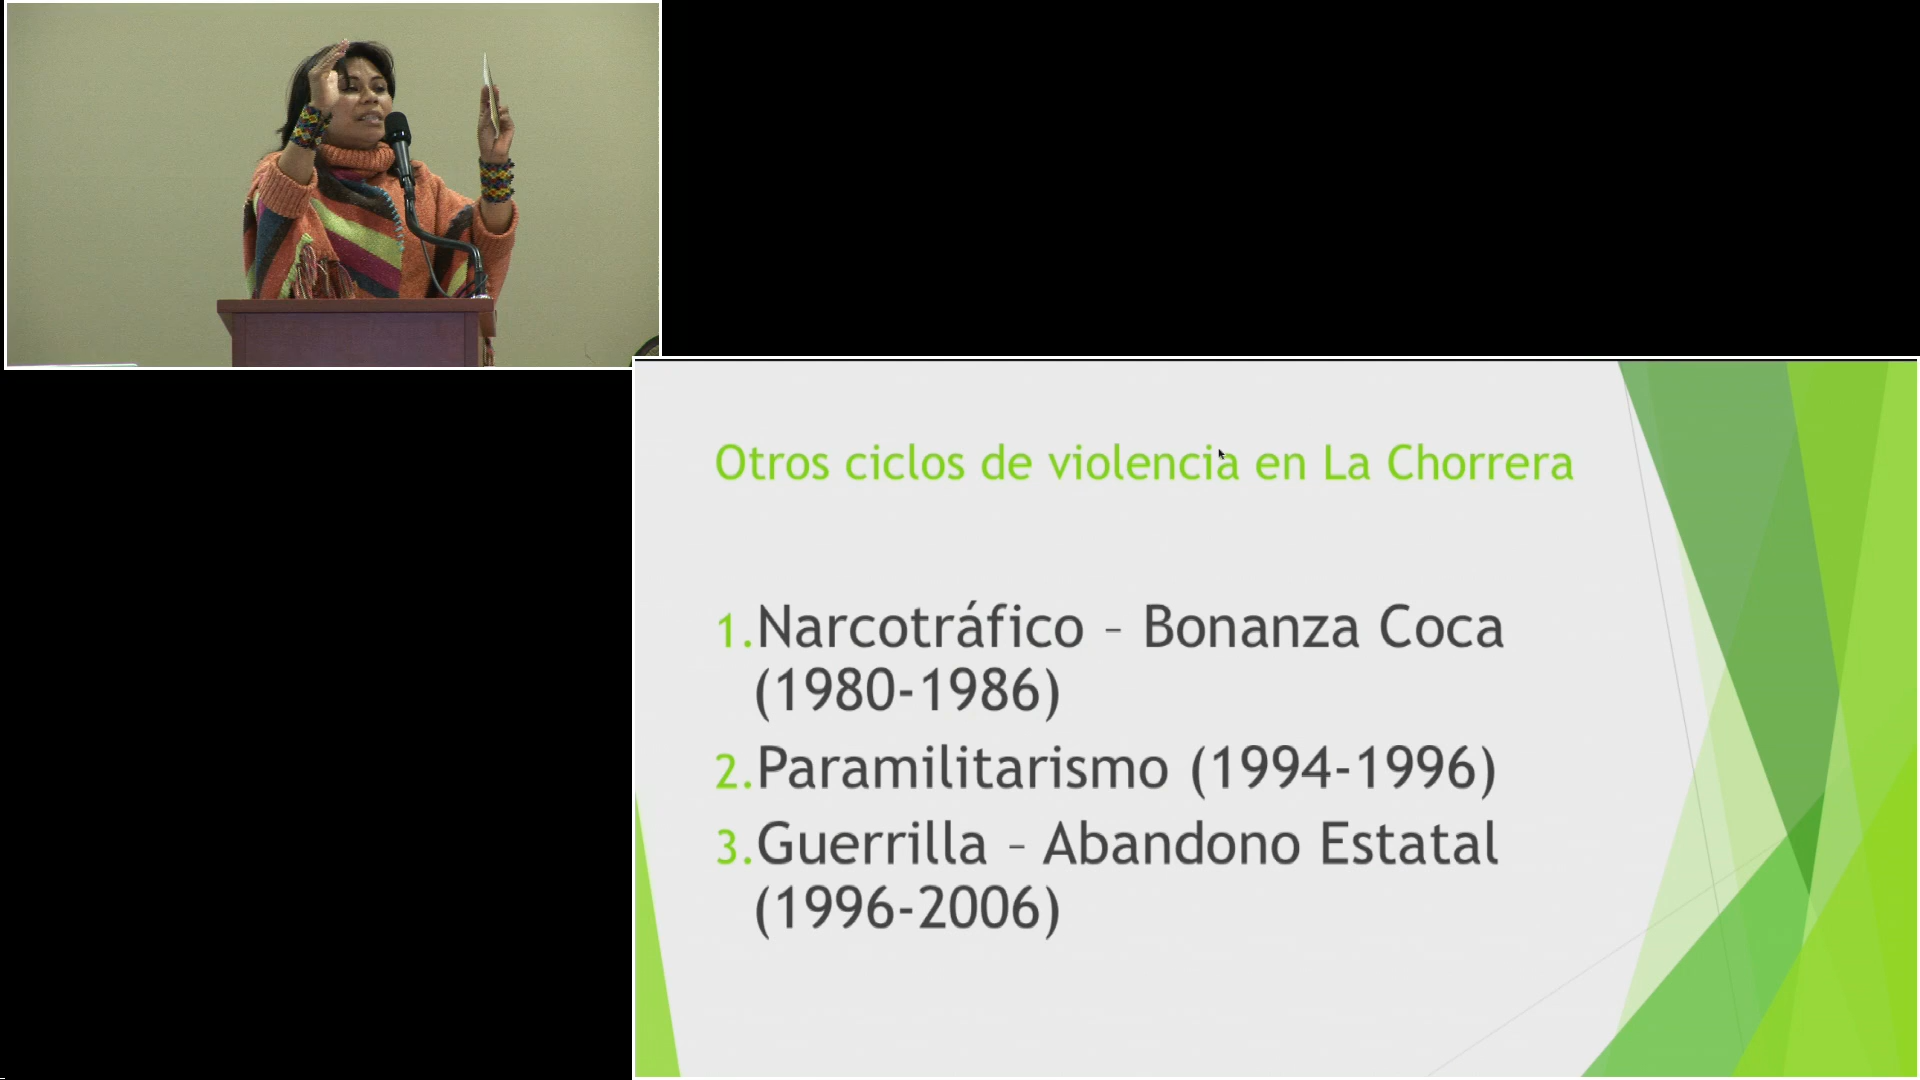 Otros ciclos de violencia en La Chorrera
1.Narcotráfico – Bonanza Coca
(1980-1986)
2.Paramilitarismo (1994-1996)
3.Guerrilla – Abandono Estatal
(1996-2006)